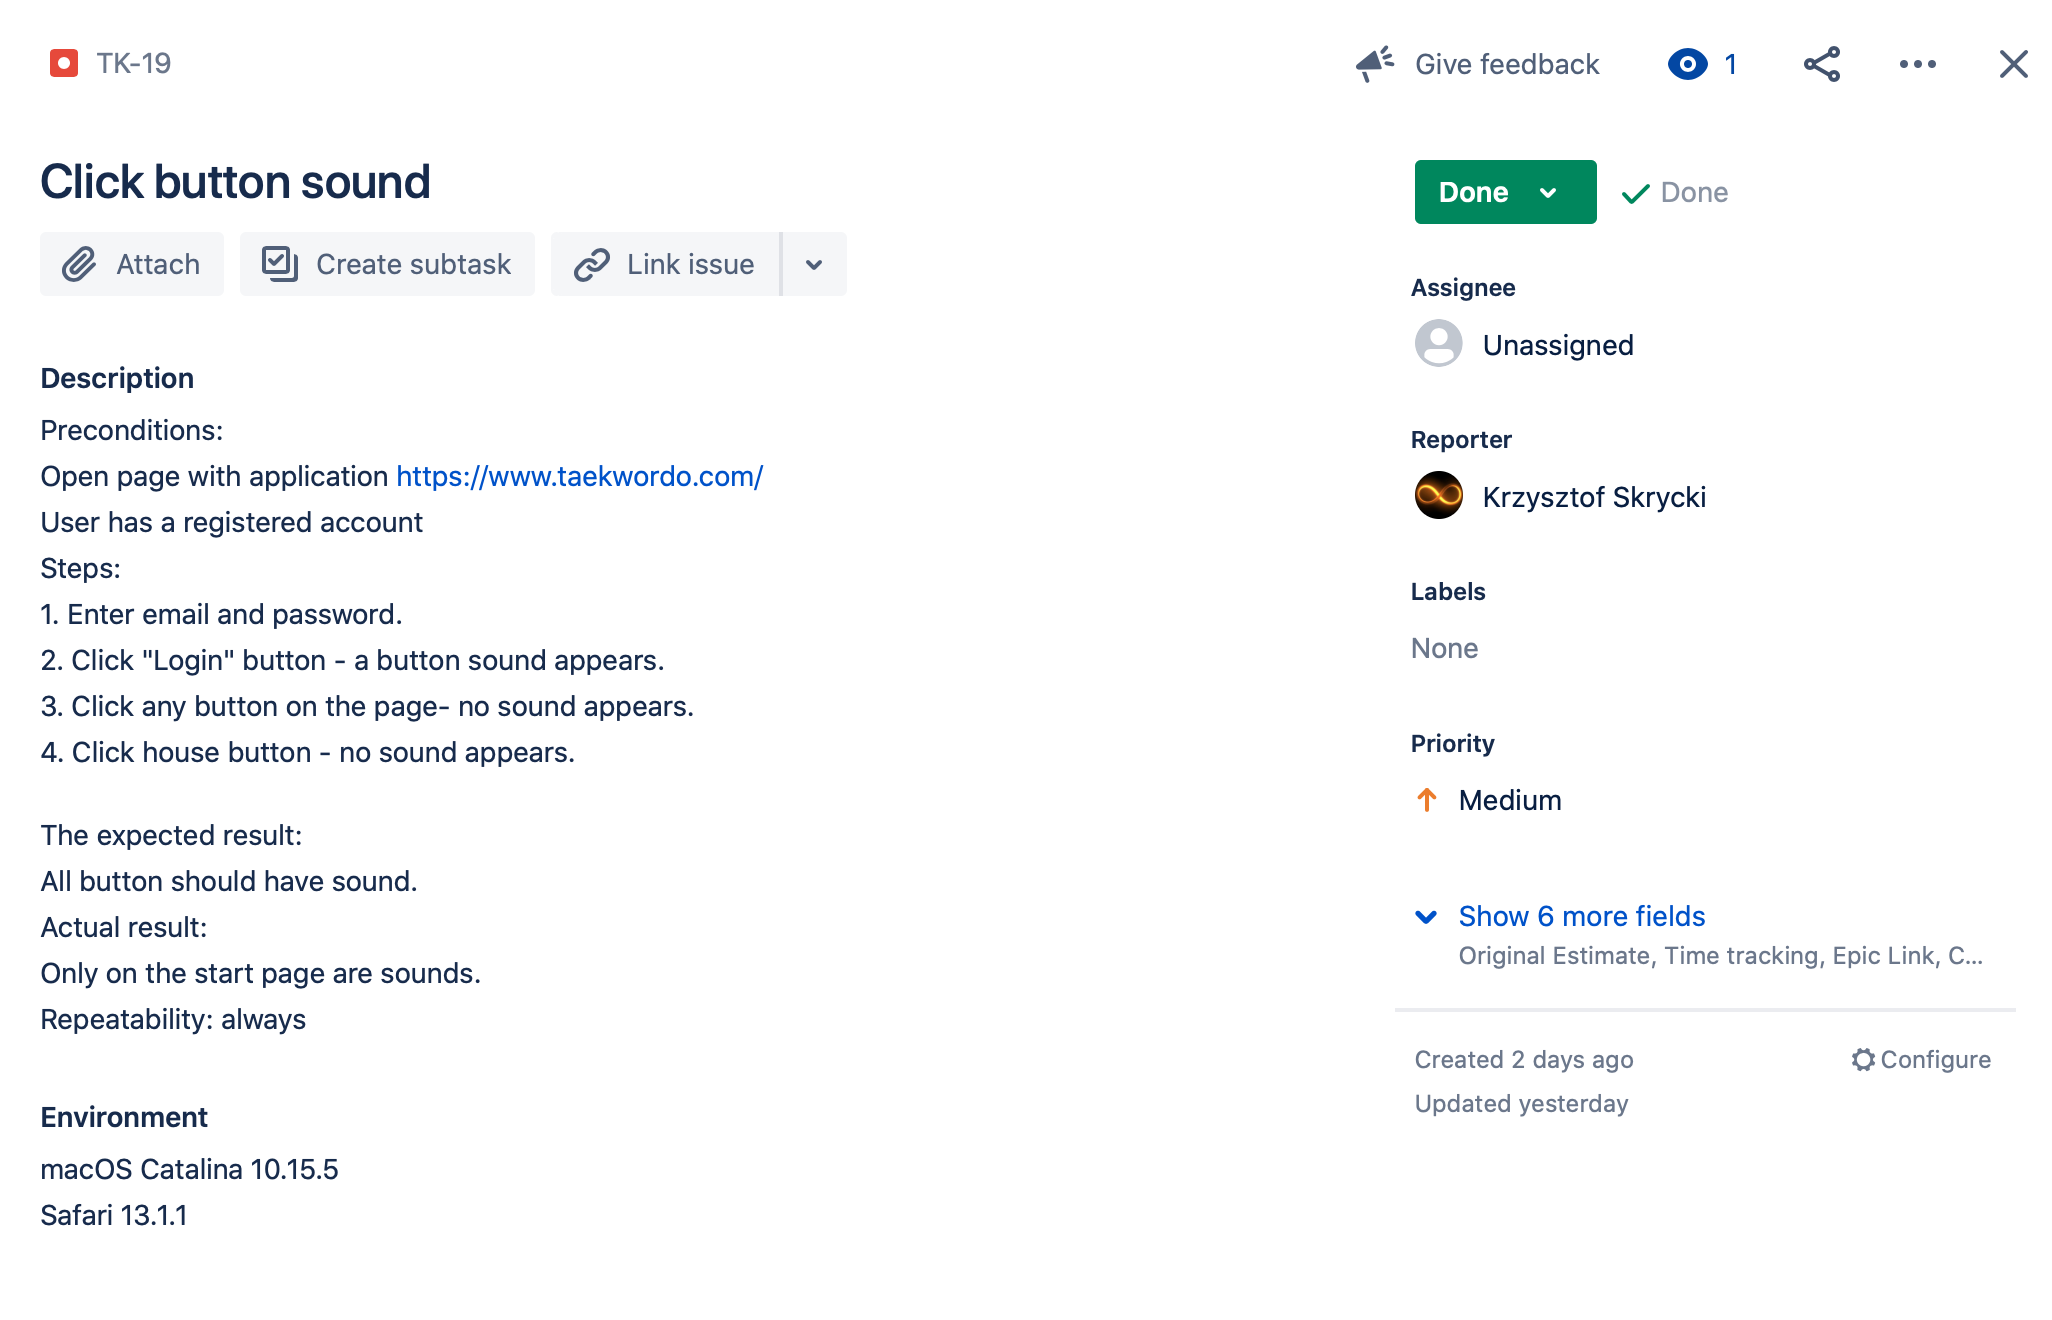 TK-19
Give feedback
1
Click button sound
Attach
Create subtask
Link issue
Description
Preconditions:
Open page with application https://www.taekwordo.com/
User has a registered account
Steps:
1. Enter email and password.
2. Click "Login" button - a button sound appears.
3. Click any button on the page- no sound appears.
4. Click house button - no sound appears.
The expected result:
All button should have sound.
Actual result:
Only on the start page are sounds.
Repeatability: always
Environment
macOS Catalina 10.15.5
Safari 13.1.1
Done
Done
Assignee
Unassigned
Reporter
Krzysztof Skrycki
Labels
None
Priority
Medium
Show 6 more fields
Original Estimate, Time tracking, Epic Link, C...
Created 2 days ago
Configure
Updated yesterday